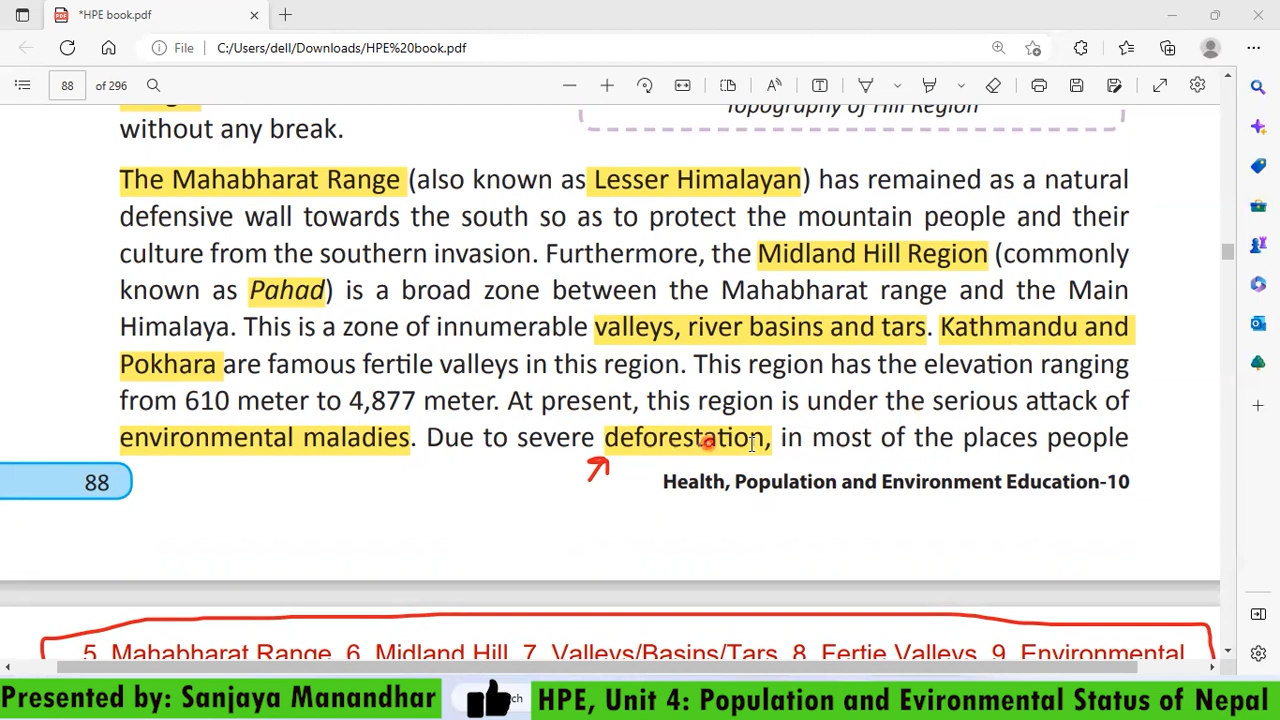 *HPE book.pdf
File C:/Users/dell/Downloads/HPE%20book.pdf
88 of 296
Topography of Hill Region
without any break.
The Mahabharat Range (also known as Lesser Himalayan) has remained as a natural
defensive wall towards the south so as to protect the mountain people and their
culture from the southern invasion. Furthermore, the Midland Hill Region (commonly
known as Pahad) is a broad zone between the Mahabharat range and the Main
Himalaya. This is a zone of innumerable valleys, river basins and tars. Kathmandu and
Pokhara are famous fertile valleys in this region. This region has the elevation ranging
from 610 meter to 4,877 meter. At present, this region is under the serious attack of
environmental maladies. Due to severe deforestation, in most of the places people
88 Health, Population and Environment Education-10
5. Mahabharat Range, 6. Midland Hill, 7. Valleys/Basins/Tars, 8. Fertie Valleys, 9. Environmental
Presented by: Sanjaya Manandhar HPE, Unit 4: Population and Evironmental Status of Nepal